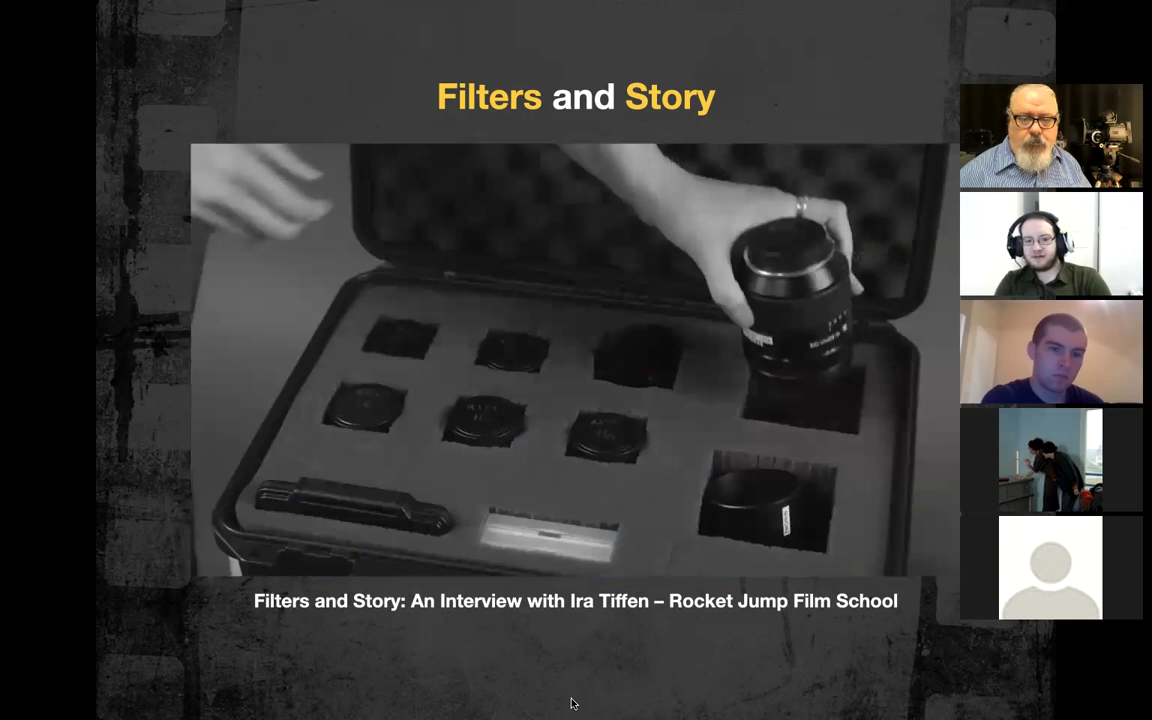 Filters and Story
Filters and Story: An Interview with Ira Tiffen – Rocket Jump Film School